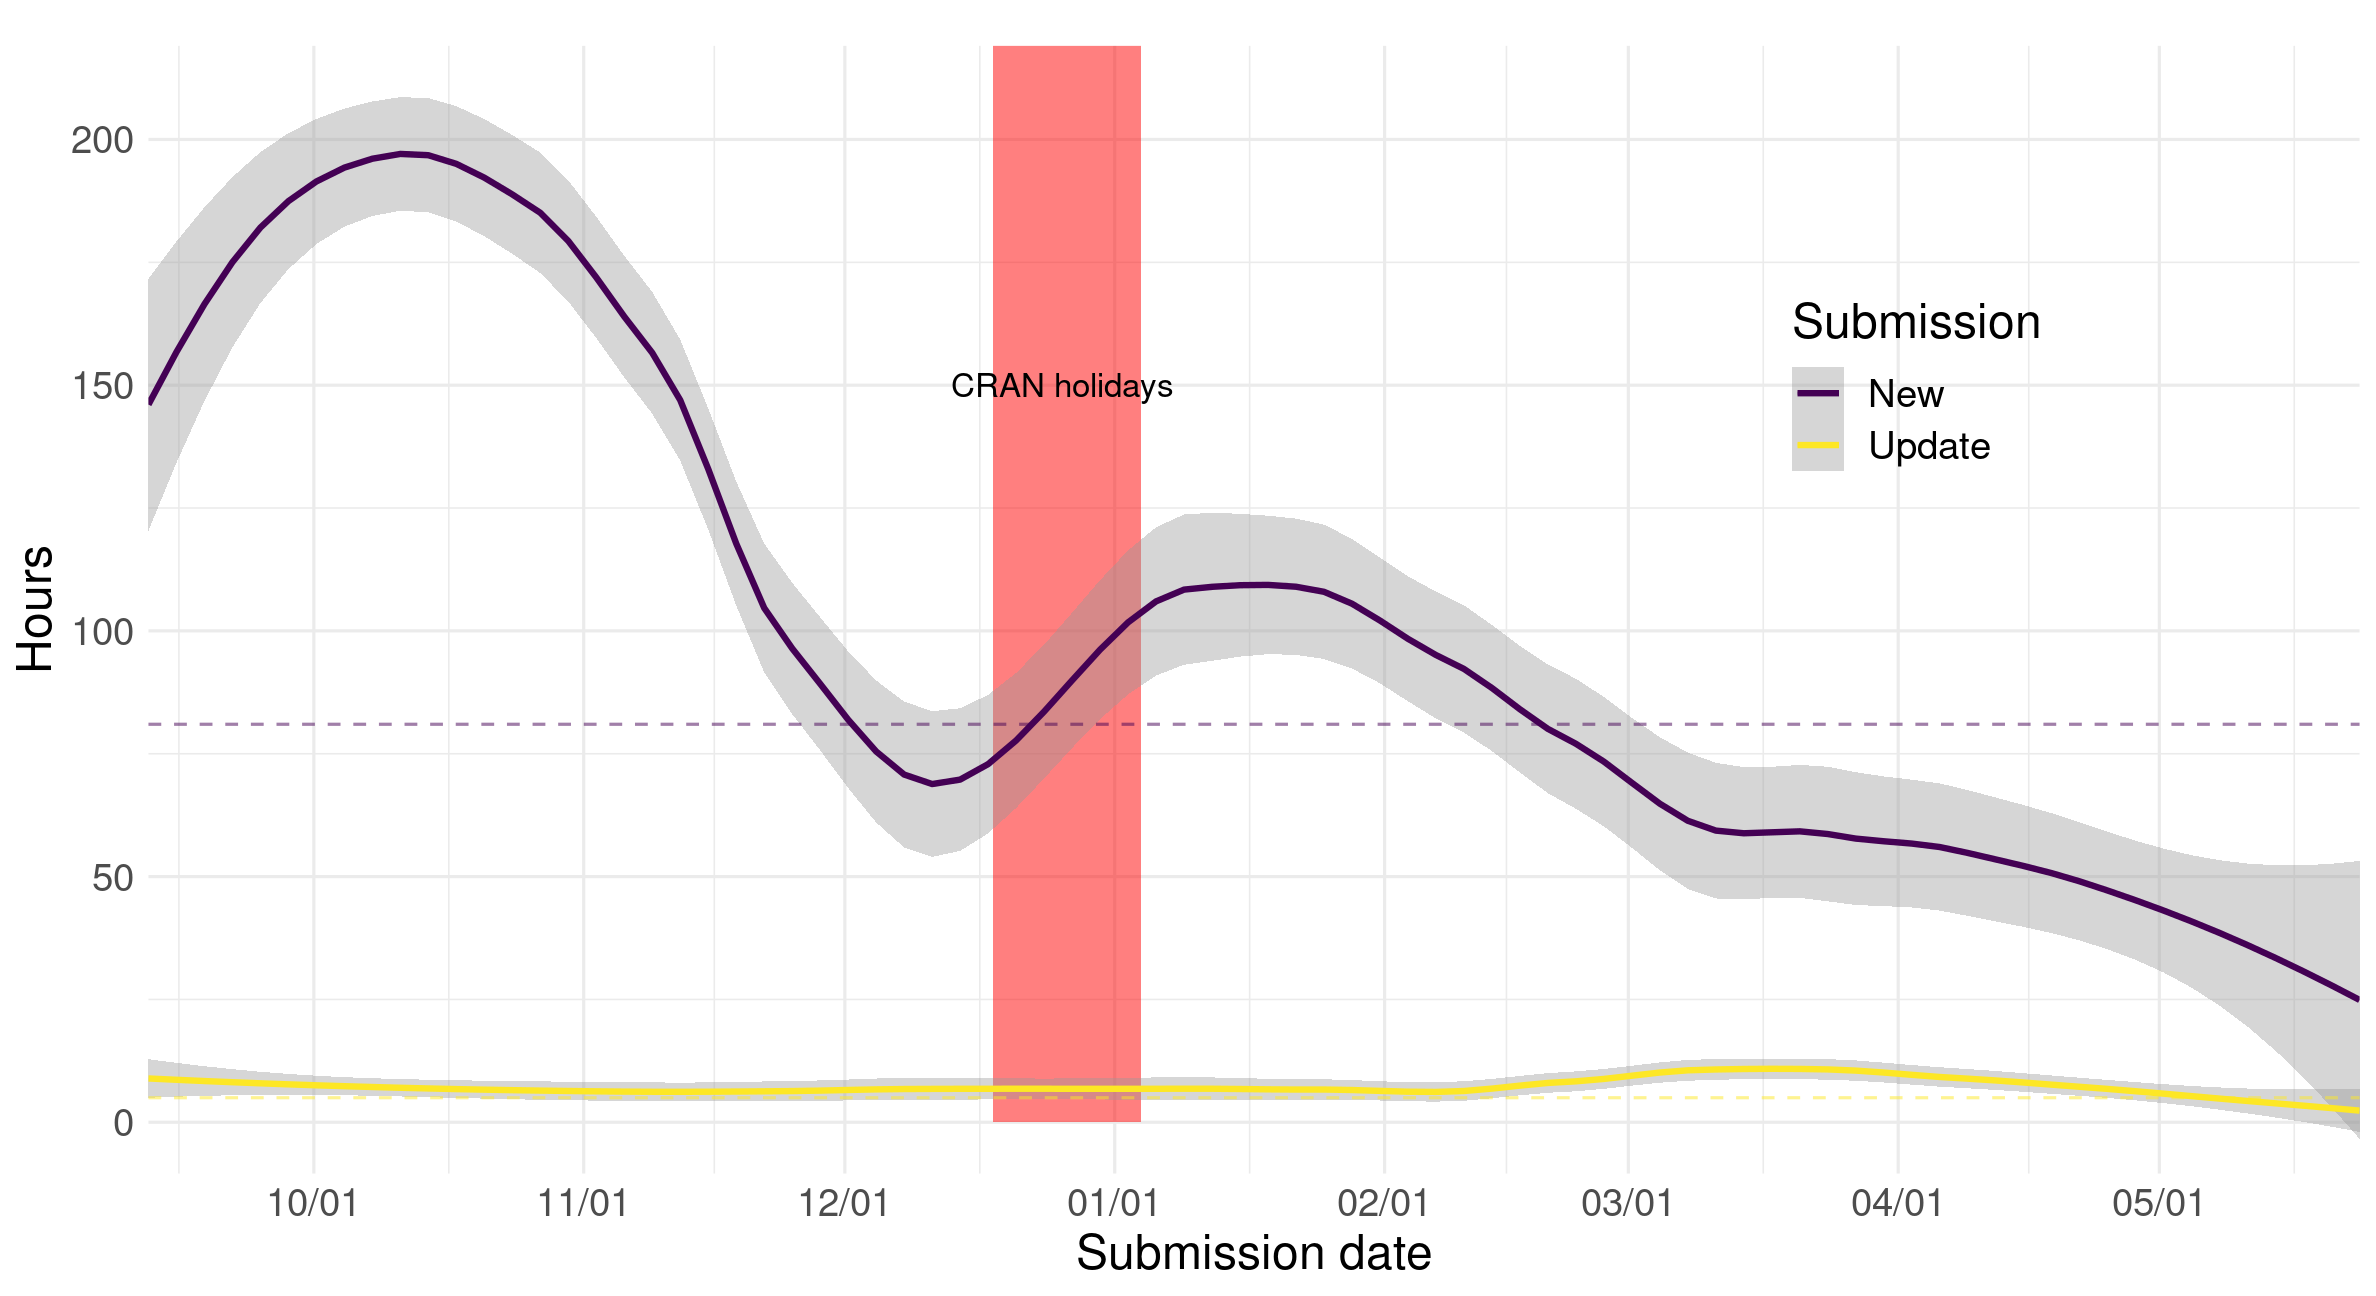 200
150
100
50
0
Hours
CRAN holidays
Submission
New
Update
10/01 11/01 12/01 01/01 02/01 03/01 04/01 05/01
Submission date